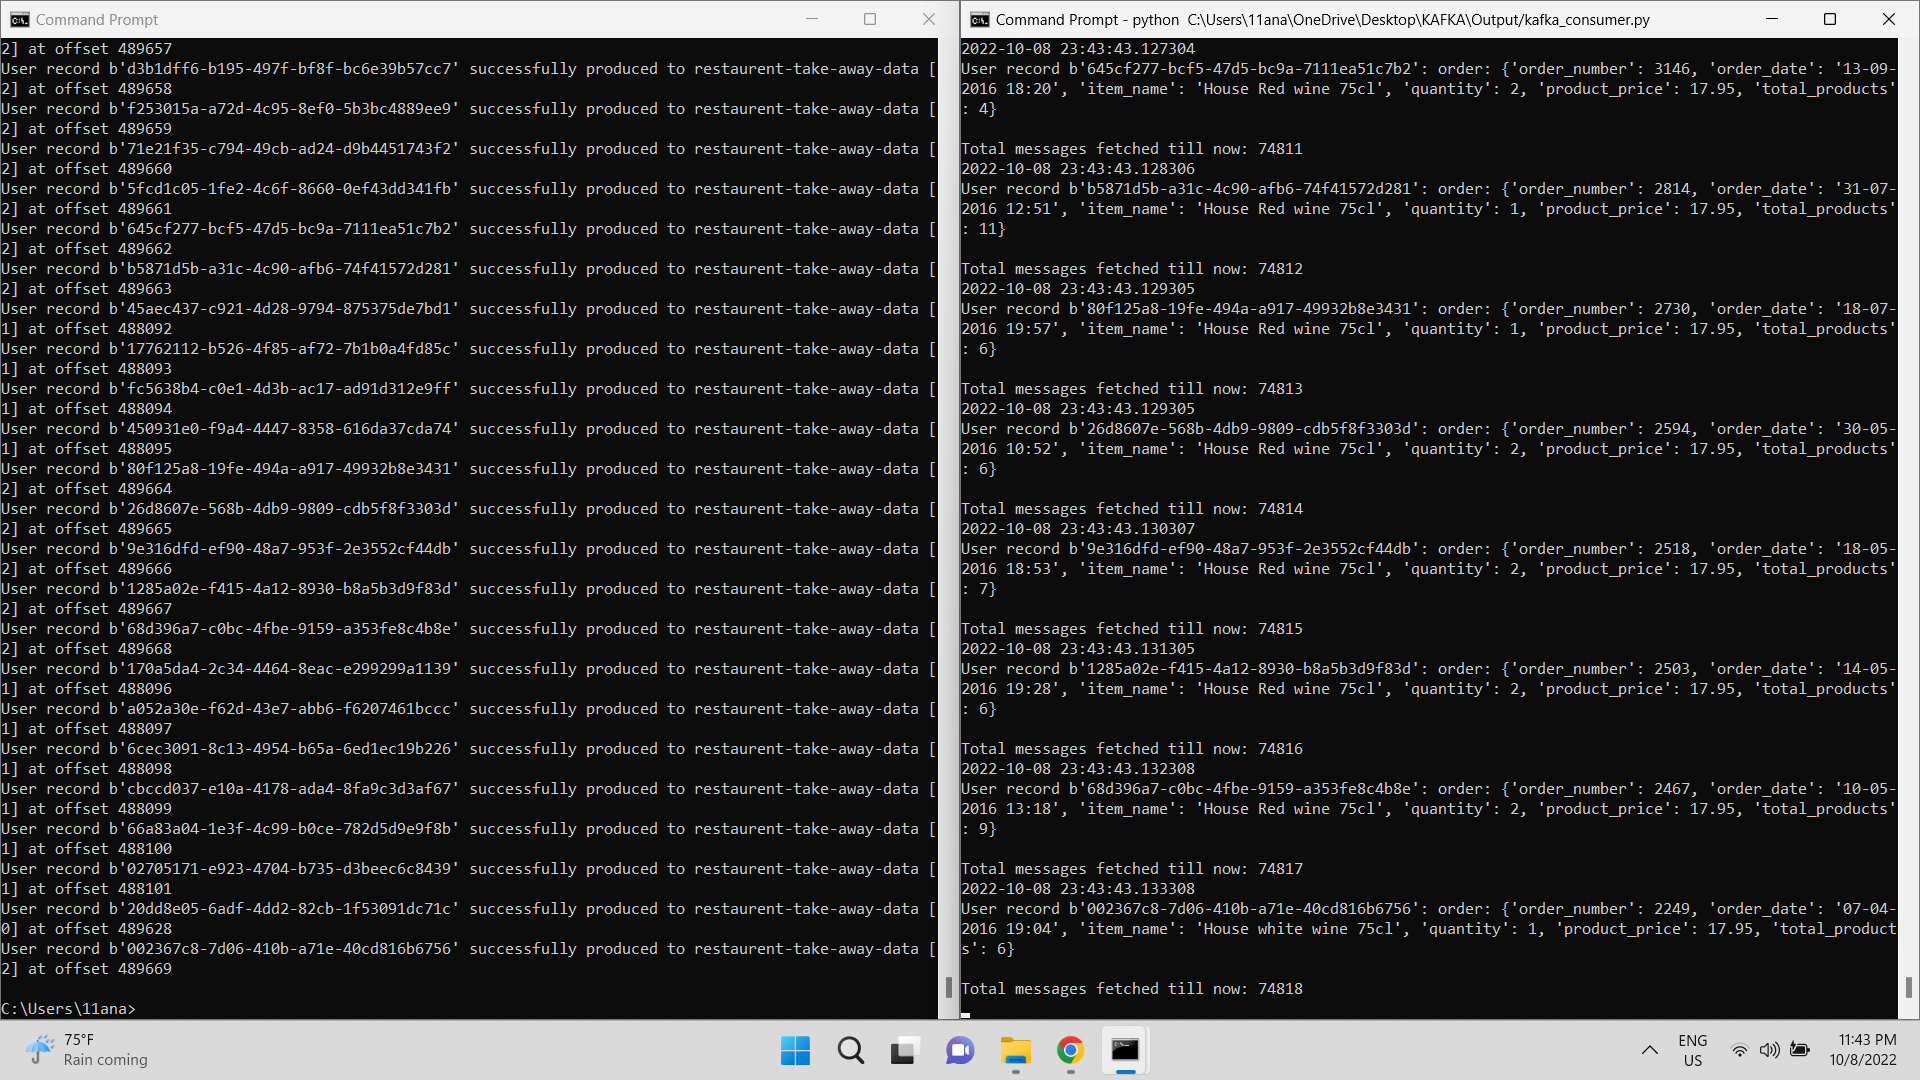 Command Prompt
2] at offset 489657
User record b'd3b1dff6-b195-497f-bf8f-bc6e39b57cc7' successfully produced to restaurent-take-away-data [
2] at offset 489658
User record b'f253015a-a72d-4c95-8ef0-5b3bc4889ee9' successfully produced to restaurent-take-away-data [
2] at offset 489659
User record b'71e21f35-c794-49cb-ad24-d9b4451743f2' successfully produced to restaurent-take-away-data [
2] at offset 489660
User record b'5fcd1c05-1fe2-4c6f-8660-0ef43dd341fb' successfully produced to restaurent-take-away-data [
2] at offset 489661
User record b'645cf277-bcf5-47d5-bc9a-7111ea51c7b2' successfully produced to restaurent-take-away-data [
2] at offset 489662
User record b'b5871d5b-a31c-4c90-afb6-74f41572d281' successfully produced to restaurent-take-away-data [
2] at offset 489663
User record b'45aec437-c921-4d28-9794-875375de7bd1' successfully produced to restaurent-take-away-data [
1] at offset 488092
User record b'17762112-b526-4f85-af72-7b1b0a4fd85c' successfully produced to restaurent-take-away-data [
1] at offset 488093
User record b'fc5638b4-c0e1-4d3b-ac17-ad91d312e9ff' successfully produced to restaurent-take-away-data [
1] at offset 488094
User record b'450931e0-f9a4-4447-8358-616da37cda74' successfully produced to restaurent-take-away-data [
1] at offset 488095
User record b'80f125a8-19fe-494a-a917-49932b8e3431' successfully produced to restaurent-take-away-data [
2] at offset 489664
User record b'26d8607e-568b-4db9-9809-cdb5f8f3303d' successfully produced to restaurent-take-away-data [
2] at offset 489665
User record b'9e316dfd-ef90-48a7-953f-2e3552cf44db' successfully produced to restaurent-take-away-data [
2] at offset 489666
User record b'1285a02e-f415-4a12-8930-b8a5b3d9f83d' successfully produced to restaurent-take-away-data [
2] at offset 489667
User record b'68d396a7-c0bc-4fbe-9159-a353fe8c4b8e' successfully produced to restaurent-take-away-data [
2] at offset 489668
User record b'170a5da4-2c34-4464-8eac-e299299a1139' successfully produced to restaurent-take-away-data [
1] at offset 488096
User record b'a052a30e-f62d-43e7-abb6-f6207461bccc' successfully produced to restaurent-take-away-data [
1] at offset 488097
User record b'6cec3091-8c13-4954-b65a-6ed1ec19b226' successfully produced to restaurent-take-away-data [
1] at offset 488098
User record b'cbccd037-e10a-4178-ada4-8fa9c3d3af67' successfully produced to restaurent-take-away-data [
1] at offset 488099
User record b'66a83a04-1e3f-4c99-b0ce-782d5d9e9f8b' successfully produced to restaurent-take-away-data [
1] at offset 488100
User record b'02705171-e923-4704-b735-d3beec6c8439' successfully produced to restaurent-take-away-data [
1] at offset 488101
User record b'20dd8e05-6adf-4dd2-82cb-1f53091dc71c' successfully produced to restaurent-take-away-data [
0] at offset 489628
User record b'002367c8-7d06-410b-a71e-40cd816b6756' successfully produced to restaurent-take-away-data [
2] at offset 489669
C:\Users\11ana>
Command Prompt - python  C:\Users\11ana\OneDrive\Desktop\KAFKA\Output/kafka_consumer.py
2022-10-08 23:43:43.127304
User record b'645cf277-bcf5-47d5-bc9a-7111ea51c7b2': order: {'order_number': 3146, 'order_date': '13-09-
2016 18:20', 'item_name': 'House Red wine 75cl', 'quantity': 2, 'product_price': 17.95, 'total_products'
: 4}
Total messages fetched till now: 74811
2022-10-08 23:43:43.128306
User record b'b5871d5b-a31c-4c90-afb6-74f41572d281': order: {'order_number': 2814, 'order_date': '31-07-
2016 12:51', 'item_name': 'House Red wine 75cl', 'quantity': 1, 'product_price': 17.95, 'total_products'
: 11}
Total messages fetched till now: 74812
2022-10-08 23:43:43.129305
User record b'80f125a8-19fe-494a-a917-49932b8e3431': order: {'order_number': 2730, 'order_date': '18-07-
2016 19:57', 'item_name': 'House Red wine 75cl', 'quantity': 1, 'product_price': 17.95, 'total_products'
: 6}
Total messages fetched till now: 74813
2022-10-08 23:43:43.129305
User record b'26d8607e-568b-4db9-9809-cdb5f8f3303d': order: {'order_number': 2594, 'order_date': '30-05-
2016 10:52', 'item_name': 'House Red wine 75cl', 'quantity': 2, 'product_price': 17.95, 'total_products'
: 6}
Total messages fetched till now: 74814
2022-10-08 23:43:43.130307
User record b'9e316dfd-ef90-48a7-953f-2e3552cf44db': order: {'order_number': 2518, 'order_date': '18-05-
2016 18:53', 'item_name': 'House Red wine 75cl', 'quantity': 2, 'product_price': 17.95, 'total_products'
: 7}
Total messages fetched till now: 74815
2022-10-08 23:43:43.131305
User record b'1285a02e-f415-4a12-8930-b8a5b3d9f83d': order: {'order_number': 2503, 'order_date': '14-05-
2016 19:28', 'item_name': 'House Red wine 75cl', 'quantity': 2, 'product_price': 17.95, 'total_products'
: 6}
Total messages fetched till now: 74816
2022-10-08 23:43:43.132308
User record b'68d396a7-c0bc-4fbe-9159-a353fe8c4b8e': order: {'order_number': 2467, 'order_date': '10-05-
2016 13:18', 'item_name': 'House Red wine 75cl', 'quantity': 2, 'product_price': 17.95, 'total_products'
: 9}
Total messages fetched till now: 74817
2022-10-08 23:43:43.133308
User record b'002367c8-7d06-410b-a71e-40cd816b6756': order: {'order_number': 2249, 'order_date': '07-04-
2016 19:04', 'item_name': 'House white wine 75cl', 'quantity': 1, 'product_price': 17.95, 'total_product
s': 6}
Total messages fetched till now: 74818
75°F
Rain coming
ENG
US
11:43 PM
10/8/2022